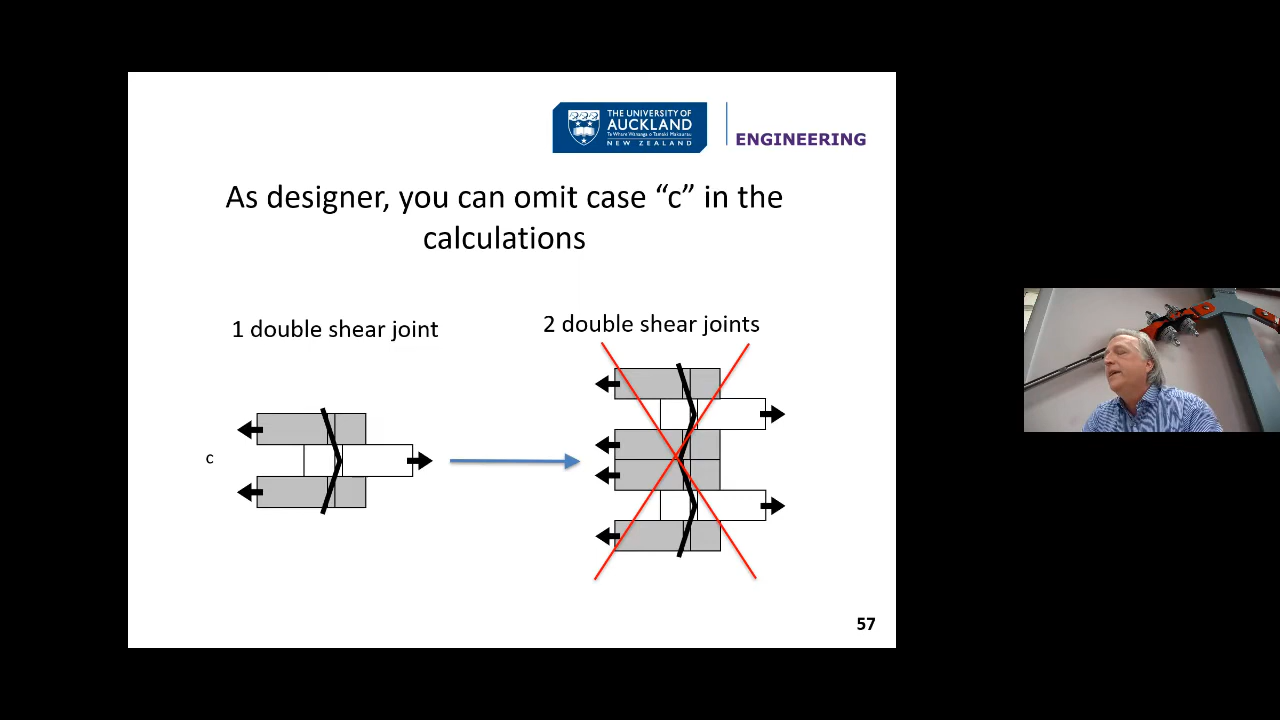 THE UNIVERSITY OF
AUCKLAND
Te Whare Wānanga o Tāmaki Makaurau
NEW ZEALAND
ENGINEERING
As designer, you can omit case “c” in the
calculations
1 double shear joint
2 double shear joints
c
57